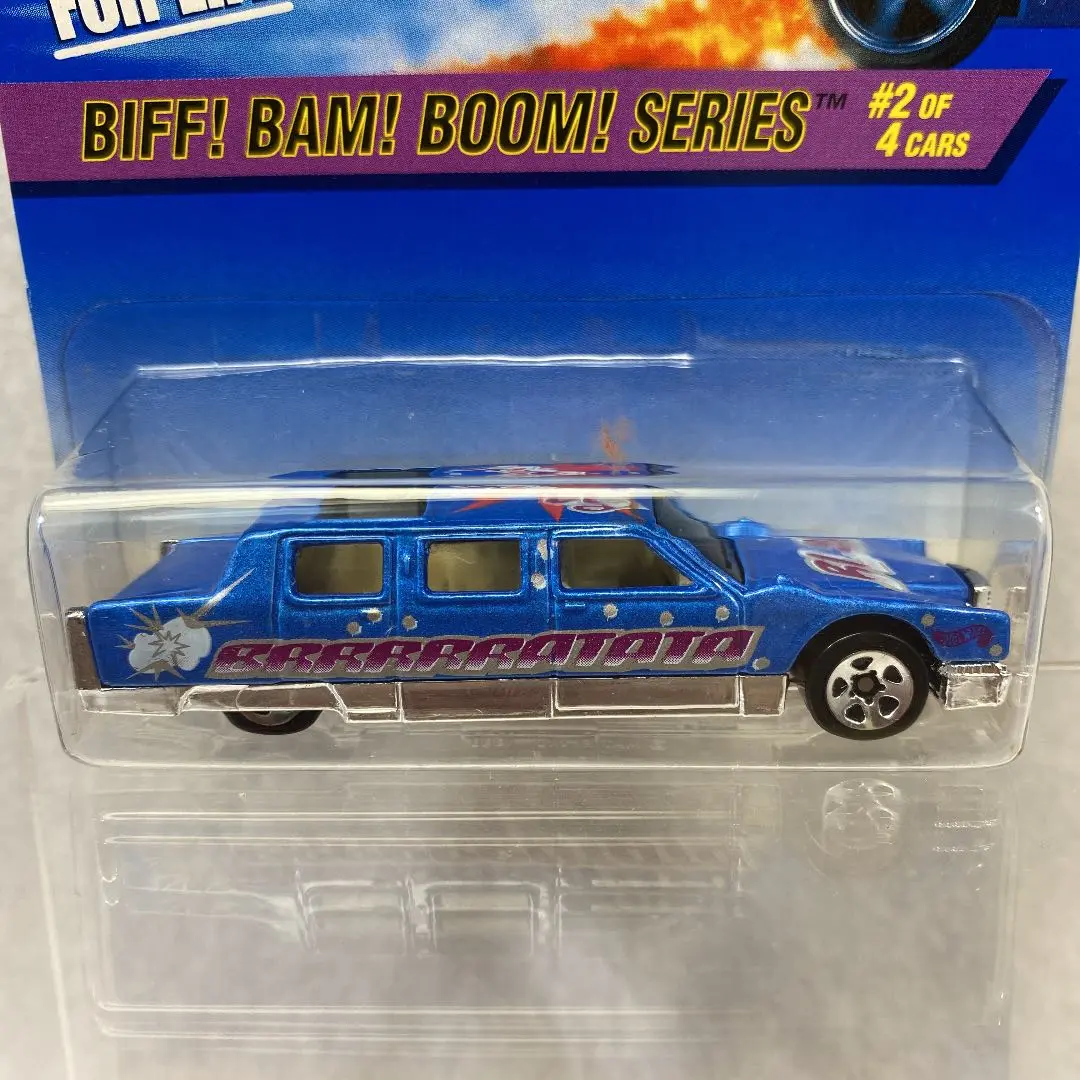 BIFF! BAM! BOOM! SERIES™
#2 OF
4 CARS
BRRRRRATATATA